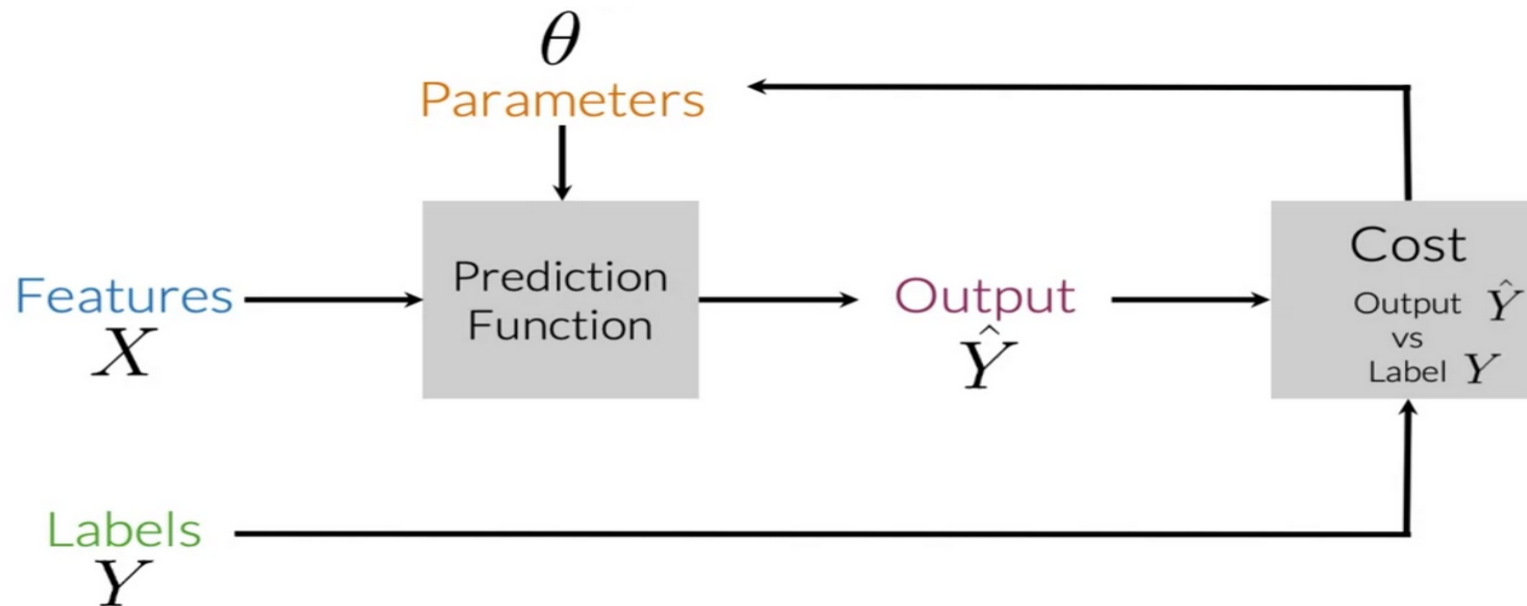 θ
Parameters
Features
X
Prediction
Function
Output
Ŷ
Cost
Output Ŷ
vs
Label Y
Labels
Y